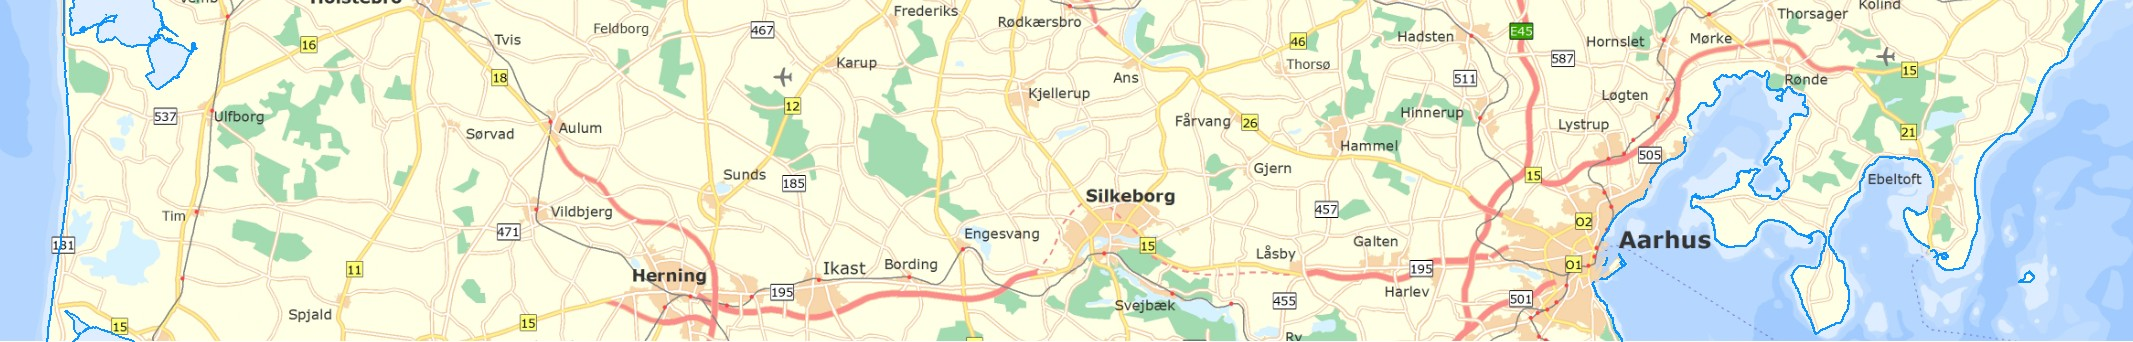 Holstebro
Frederiks
Kolind
Thorsager
Rødkærsbro
Feldborg
467
E45
Hadsten
Hornslet
Mørke
Tvis
16
46
587
Karup
Thorsø
15
Ans
511
Rønde
18
Kjellerup
Løgten
12
537
Ulfborg
Hinnerup
Fårvang
26
Lystrup
Aulum
Sørvad
21
Hammel
505
Gjern
Sunds
15
185
Ebeltoft
Silkeborg
Tim
Vildbjerg
457
O2
471
Engesvang
181
15
Galten
Aarhus
Låsby
O1
Bording
Ikast
11
195
Herning
195
Harlev
501
455
Svejbæk
Spjald
15
15
Ry